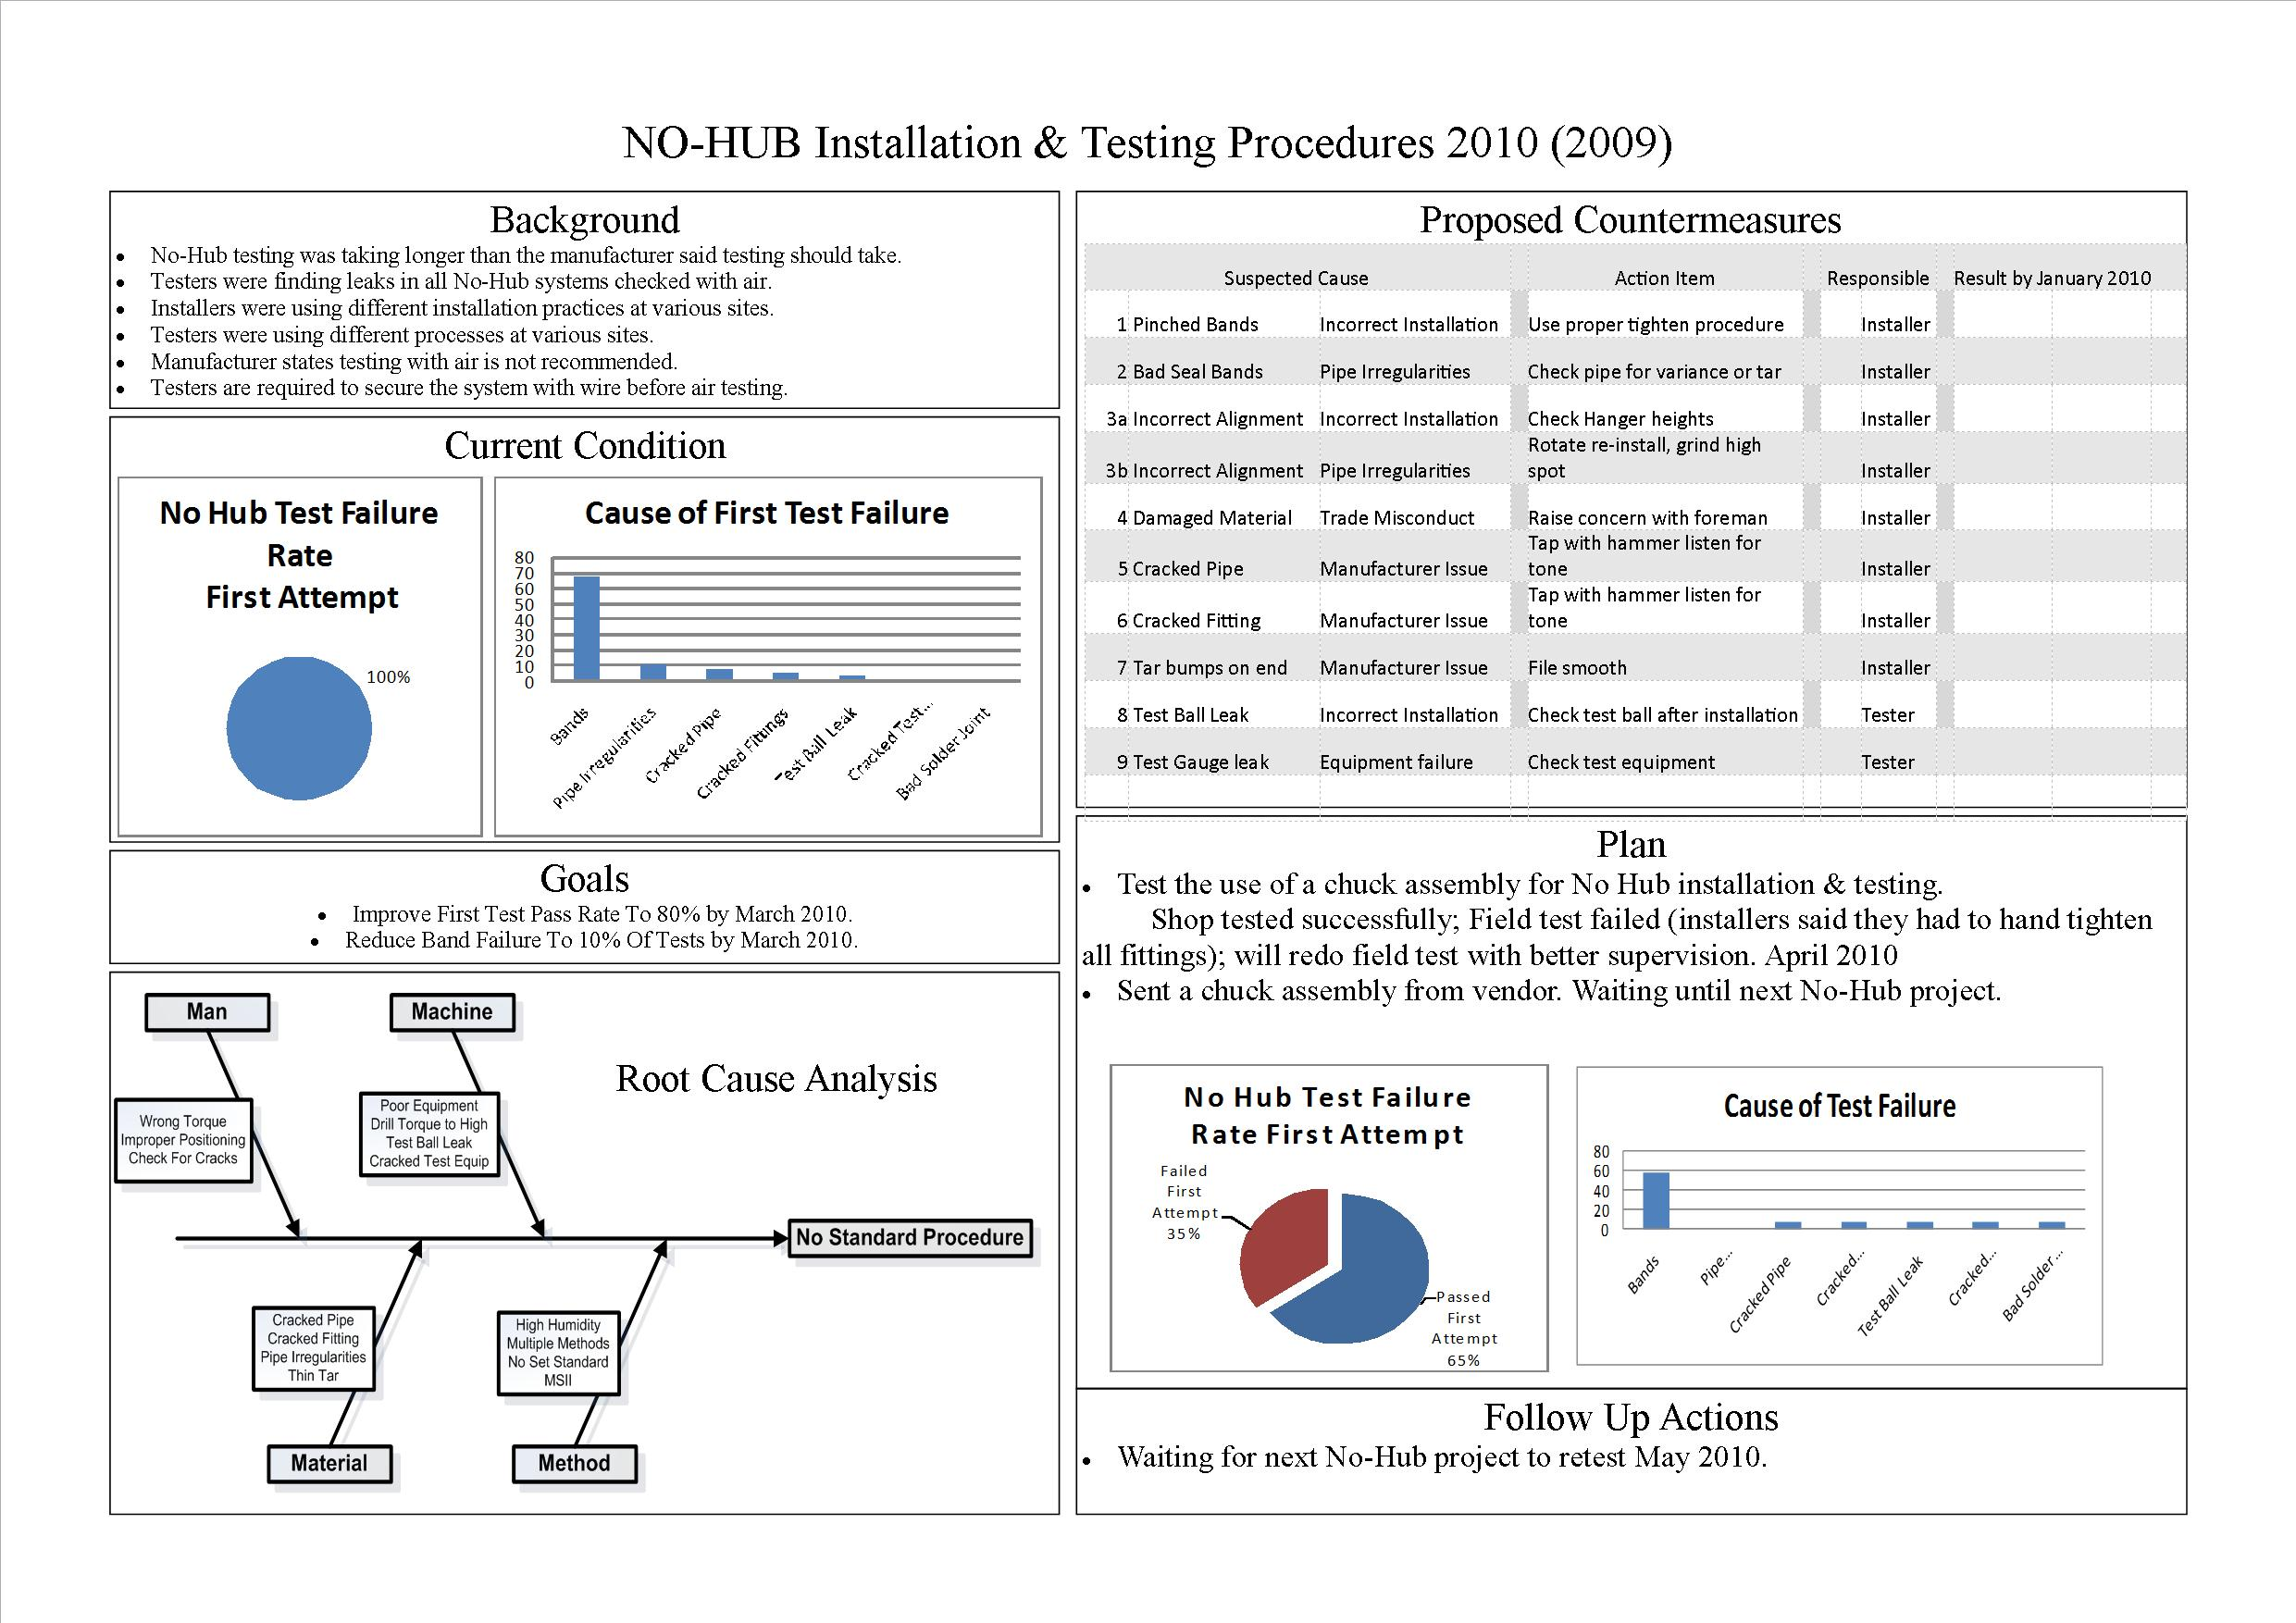 NO-HUB Installation & Testing Procedures 2010 (2009)
Background
• No-Hub testing was taking longer than the manufacturer said testing should take.
• Testers were finding leaks in all No-Hub systems checked with air.
• Installers were using different installation practices at various sites.
• Testers were using different processes at various sites.
• Manufacturer states testing with air is not recommended.
• Testers are required to secure the system with wire before air testing.
Current Condition
No Hub Test Failure
Rate
First Attempt
100%
Cause of First Test Failure
80
70
60
50
40
30
20
10
0
Bands
Pipe Irregularities
Cracked Pipe
Cracked Fittings
Test Ball Leak
Cracked Test...
Bad Solder Joint
Goals
• Improve First Test Pass Rate To 80% by March 2010.
• Reduce Band Failure To 10% Of Tests by March 2010.
Root Cause Analysis
Man
Machine
Wrong Torque
Improper Positioning
Check For Cracks
Poor Equipment
Drill Torque to High
Test Ball Leak
Cracked Test Equip
No Standard Procedure
Cracked Pipe
Cracked Fitting
Pipe Irregularities
Thin Tar
High Humidity
Multiple Methods
No Set Standard
MSII
Material
Method
Proposed Countermeasures
Suspected Cause Action Item Responsible Result by January 2010
1 Pinched Bands Incorrect Installation Use proper tighten procedure Installer
2 Bad Seal Bands Pipe Irregularities Check pipe for variance or tar Installer
3a Incorrect Alignment Incorrect Installation Check Hanger heights Installer
Rotate re-install, grind high
3b Incorrect Alignment Pipe Irregularities spot Installer
4 Damaged Material Trade Misconduct Raise concern with foreman Installer
Tap with hammer listen for
5 Cracked Pipe Manufacturer Issue tone Installer
Tap with hammer listen for
6 Cracked Fitting Manufacturer Issue tone Installer
7 Tar bumps on end Manufacturer Issue File smooth Installer
8 Test Ball Leak Incorrect Installation Check test ball after installation Tester
9 Test Gauge leak Equipment failure Check test equipment Tester
Plan
• Test the use of a chuck assembly for No Hub installation & testing.
Shop tested successfully; Field test failed (installers said they had to hand tighten
all fittings); will redo field test with better supervision. April 2010
• Sent a chuck assembly from vendor. Waiting until next No-Hub project.
No Hub Test Failure
Rate First Attempt
Failed
First
Attempt
35%
Passed
First
Attempt
65%
Cause of Test Failure
80
60
40
20
0
Bands
Pipe...
Cracked Pipe
Cracked...
Test Ball Leak
Cracked...
Bad Solder...
Follow Up Actions
• Waiting for next No-Hub project to retest May 2010.